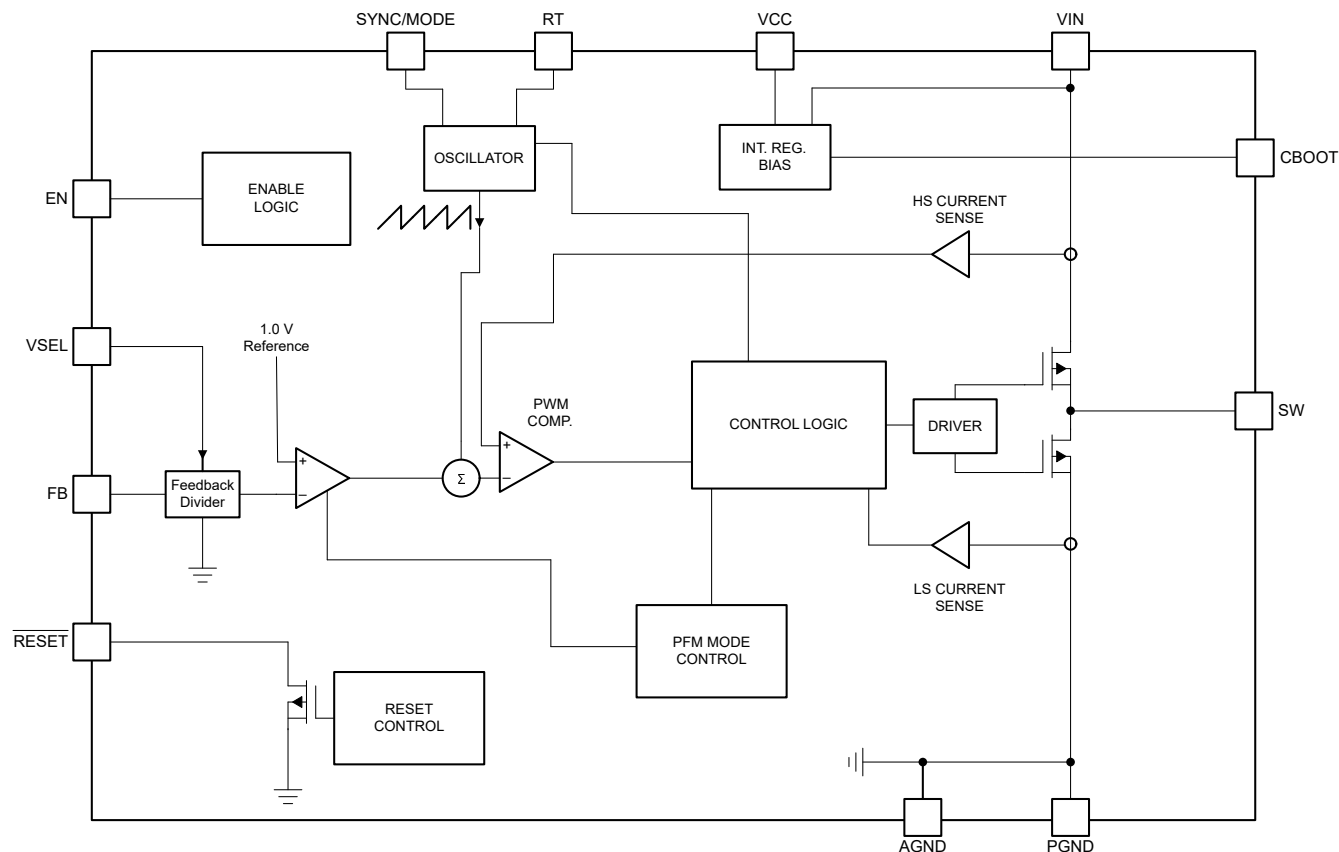 SYNC/MODE
RT
VCC
VIN
OSCILLATOR
INT. REG.
BIAS
CBOOT
EN
ENABLE
LOGIC
HS CURRENT
SENSE
VSEL
1.0 V
Reference
PWM
COMP.
+
−
CONTROL LOGIC
DRIVER
SW
FB
Feedback
Divider
+
−
Σ
LS CURRENT
SENSE
RESET
PFM MODE
CONTROL
RESET
CONTROL
AGND
PGND